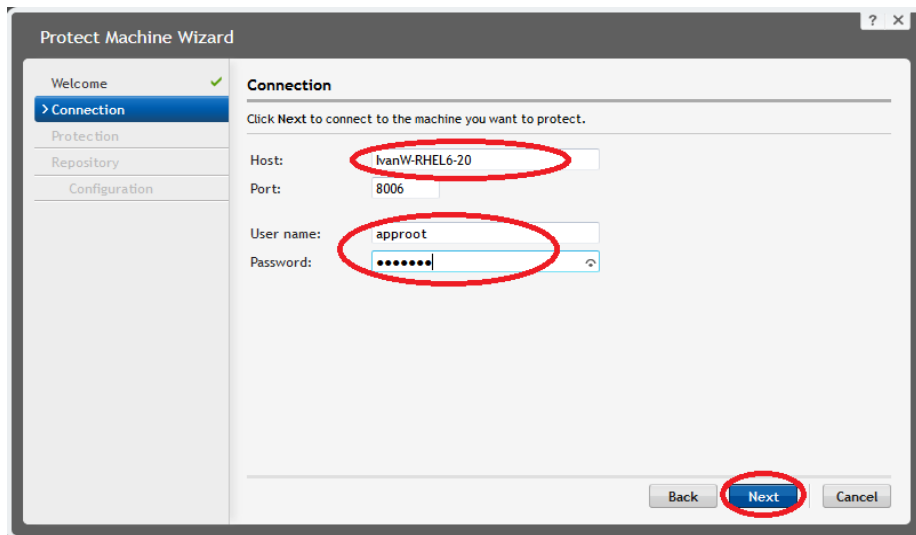 ? X
Protect Machine Wizard
Welcome
Connection
Protection
Repository
Configuration
Connection
Click Next to connect to the machine you want to protect.
Host: IvanW-RHEL6-20
Port: 8006
User name: approot
Password: •••••••
Back Next Cancel